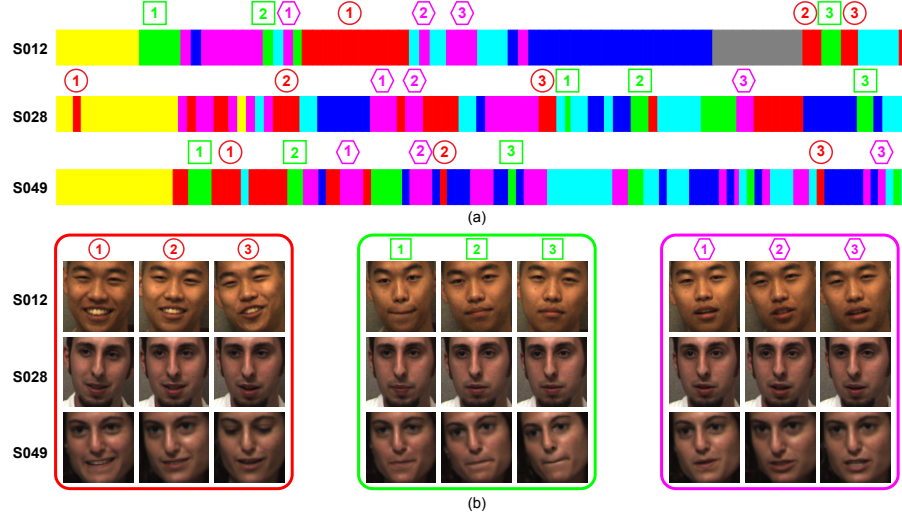 1 2 1 1 2 3 2 3 3
S012
1 2 1 2 3 1 2 3 3
S028
1 1 2 1 2 2 3 3 3
S049
(a)
1 2 3 1 2 3 1 2 3
S012
S028
S049
(b)